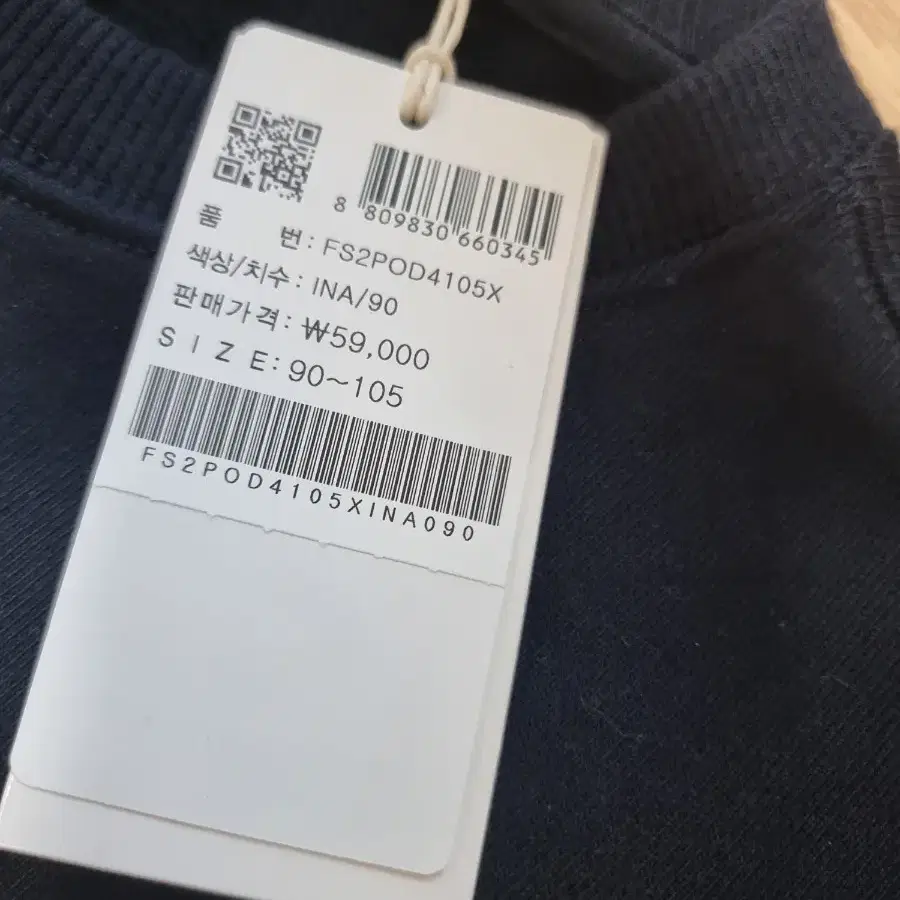 8 809830 660345
품 번 : FS2POD4105X
색상/치수 : INA/90
판매가격 : ₩59,000
S I Z E : 90~105
FS2POD4105XINA090